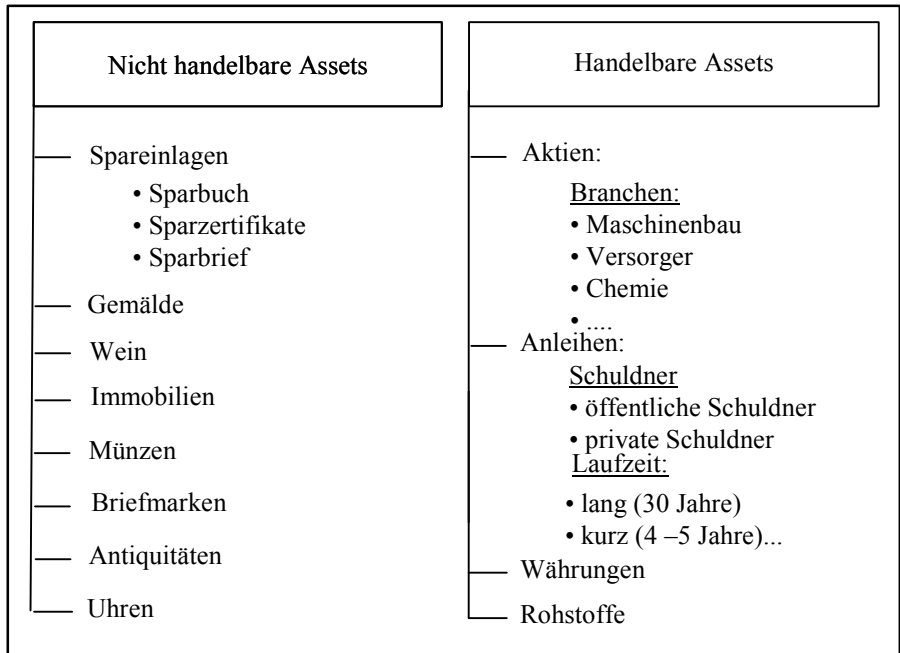 Nicht handelbare Assets
Spareinlagen
• Sparbuch
• Sparzertifikate
• Sparbrief
Gemälde
Wein
Immobilien
Münzen
Briefmarken
Antiquitäten
Uhren
Handelbare Assets
Aktien:
Branchen:
• Maschinenbau
• Versorger
• Chemie
• ....
Anleihen:
Schuldner
• öffentliche Schuldner
• private Schuldner
Laufzeit:
• lang (30 Jahre)
• kurz (4 –5 Jahre)...
Währungen
Rohstoffe